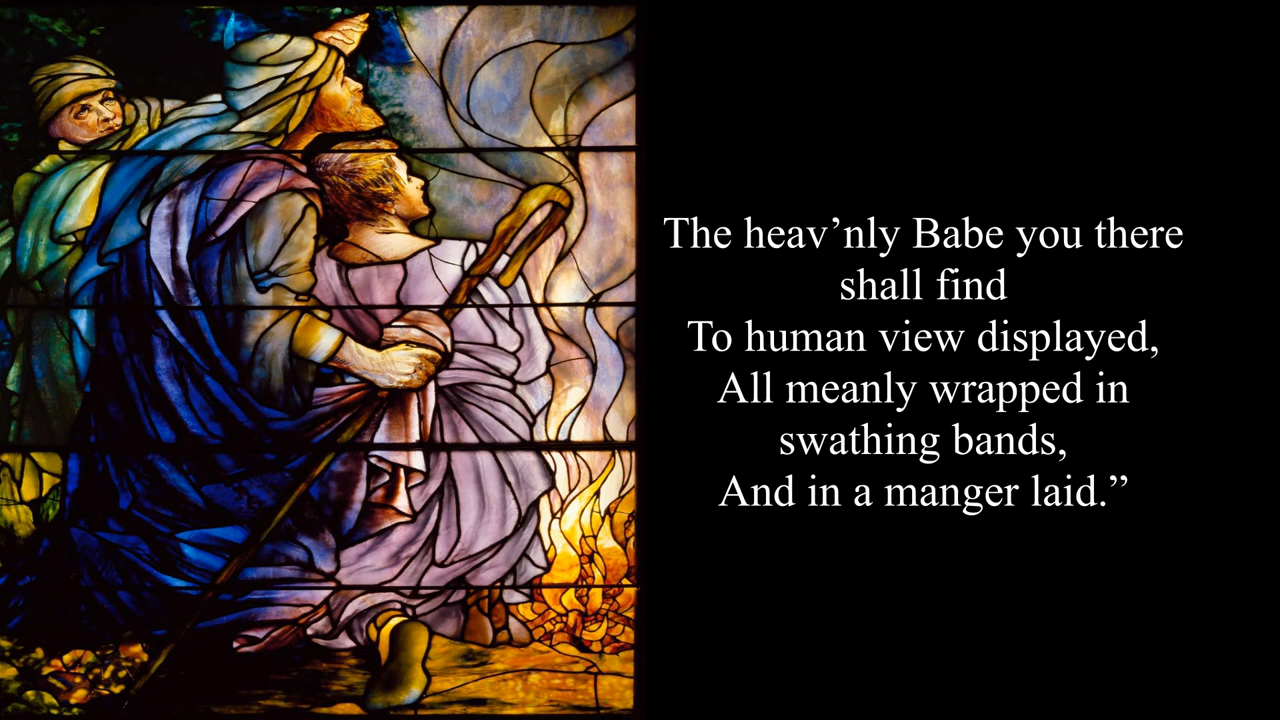 The heav’nly Babe you there
shall find
To human view displayed,
All meanly wrapped in
swathing bands,
And in a manger laid.”